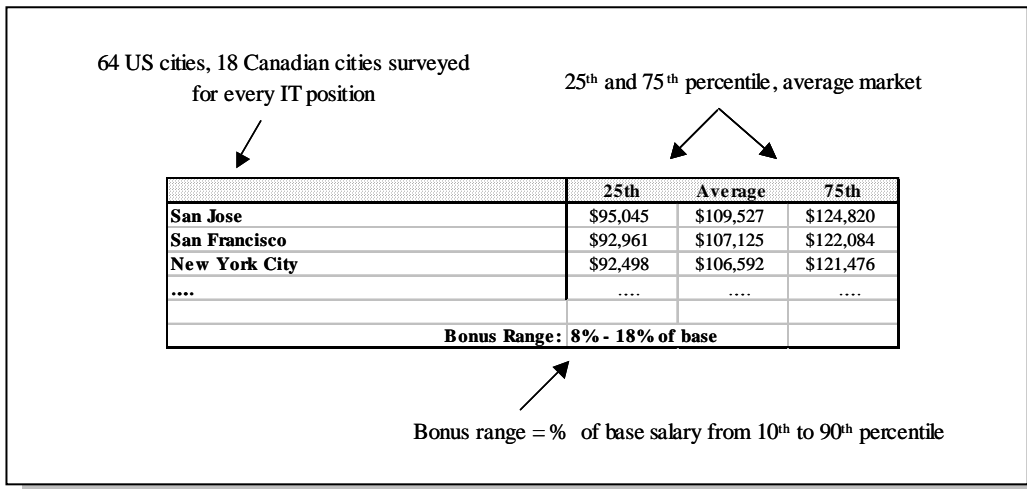 64 US cities, 18 Canadian cities surveyed
for every IT position
25th and 75th percentile, average market
25th Average 75th
San Jose $95,045 $109,527 $124,820
San Francisco $92,961 $107,125 $122,084
New York City $92,498 $106,592 $121,476
.... .... .... ....
Bonus Range: 8% - 18% of base
Bonus range = % of base salary from 10th to 90th percentile